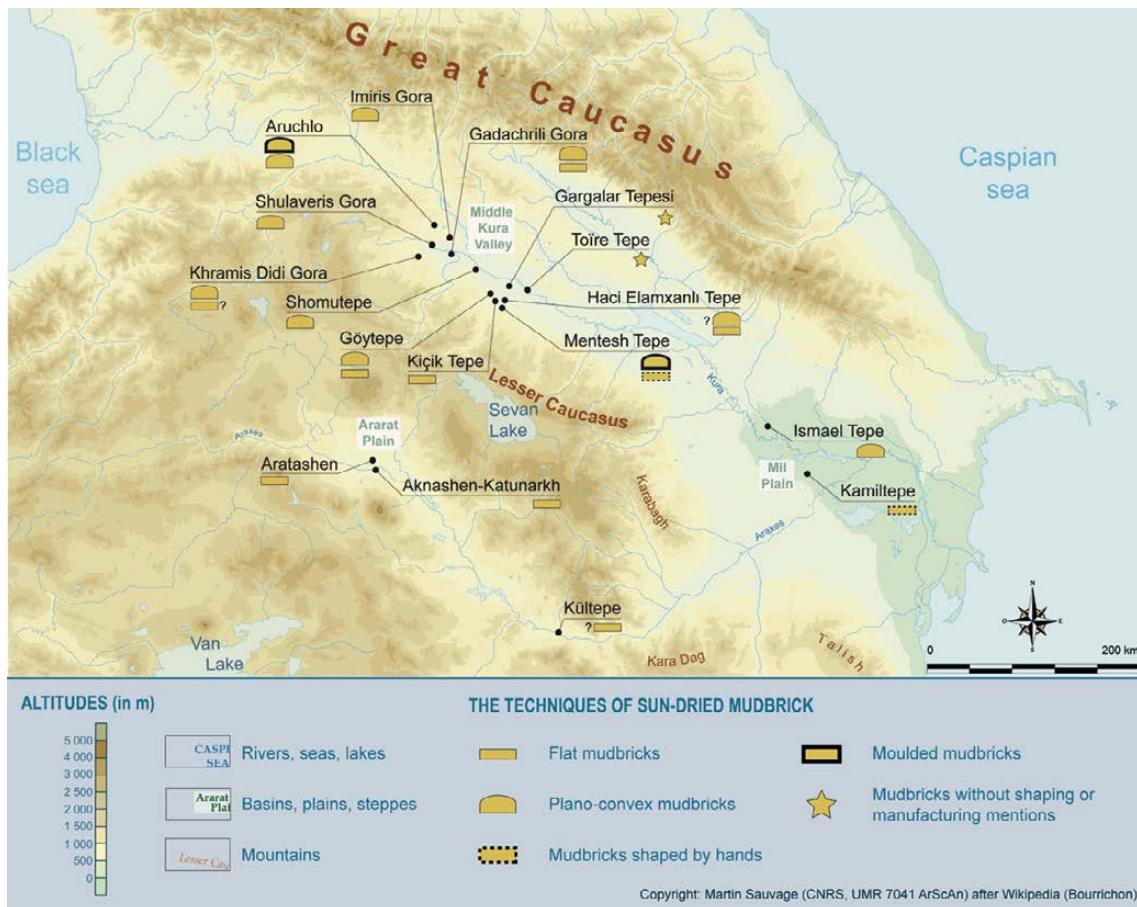 Great Caucasus
Imiris Gora
Aruchlo
Gadachrili Gora
Black
sea
Caspian
sea
Shulaveris Gora
Middle
Kura
Valley
Gargalar Tepesi
Toïre Tepe
Khramis Didi Gora
?
Shomutepe
Haci Elamxanlı Tepe
?
Göytepe
Mentesh Tepe
Kiçik Tepe
Lesser Caucasus
Kura
Sevan
Lake
Ararat
Plain
Araxes
Ismael Tepe
Aratashen
Mil
Plain
Aknashen-Katunarkh
Kamiltepe
Karabagh
Araxes
Kültepe
?
N
O
E
S
Van
Lake
Kara Dag
Talish
0
200 km
ALTITUDES (in m)
THE TECHNIQUES OF SUN-DRIED MUDBRICK
5 000
4 000
3 000
2 500
2 000
1 500
1 000
500
0
CASPI
SEA
Rivers, seas, lakes
Flat mudbricks
Moulded mudbricks
Ararat
Plai
Basins, plains, steppes
Plano-convex mudbricks
Mudbricks without shaping or
manufacturing mentions
Lesser Cau
Mountains
Mudbricks shaped by hands
Copyright: Martin Sauvage (CNRS, UMR 7041 ArScAn) after Wikipedia (Bourrichon)